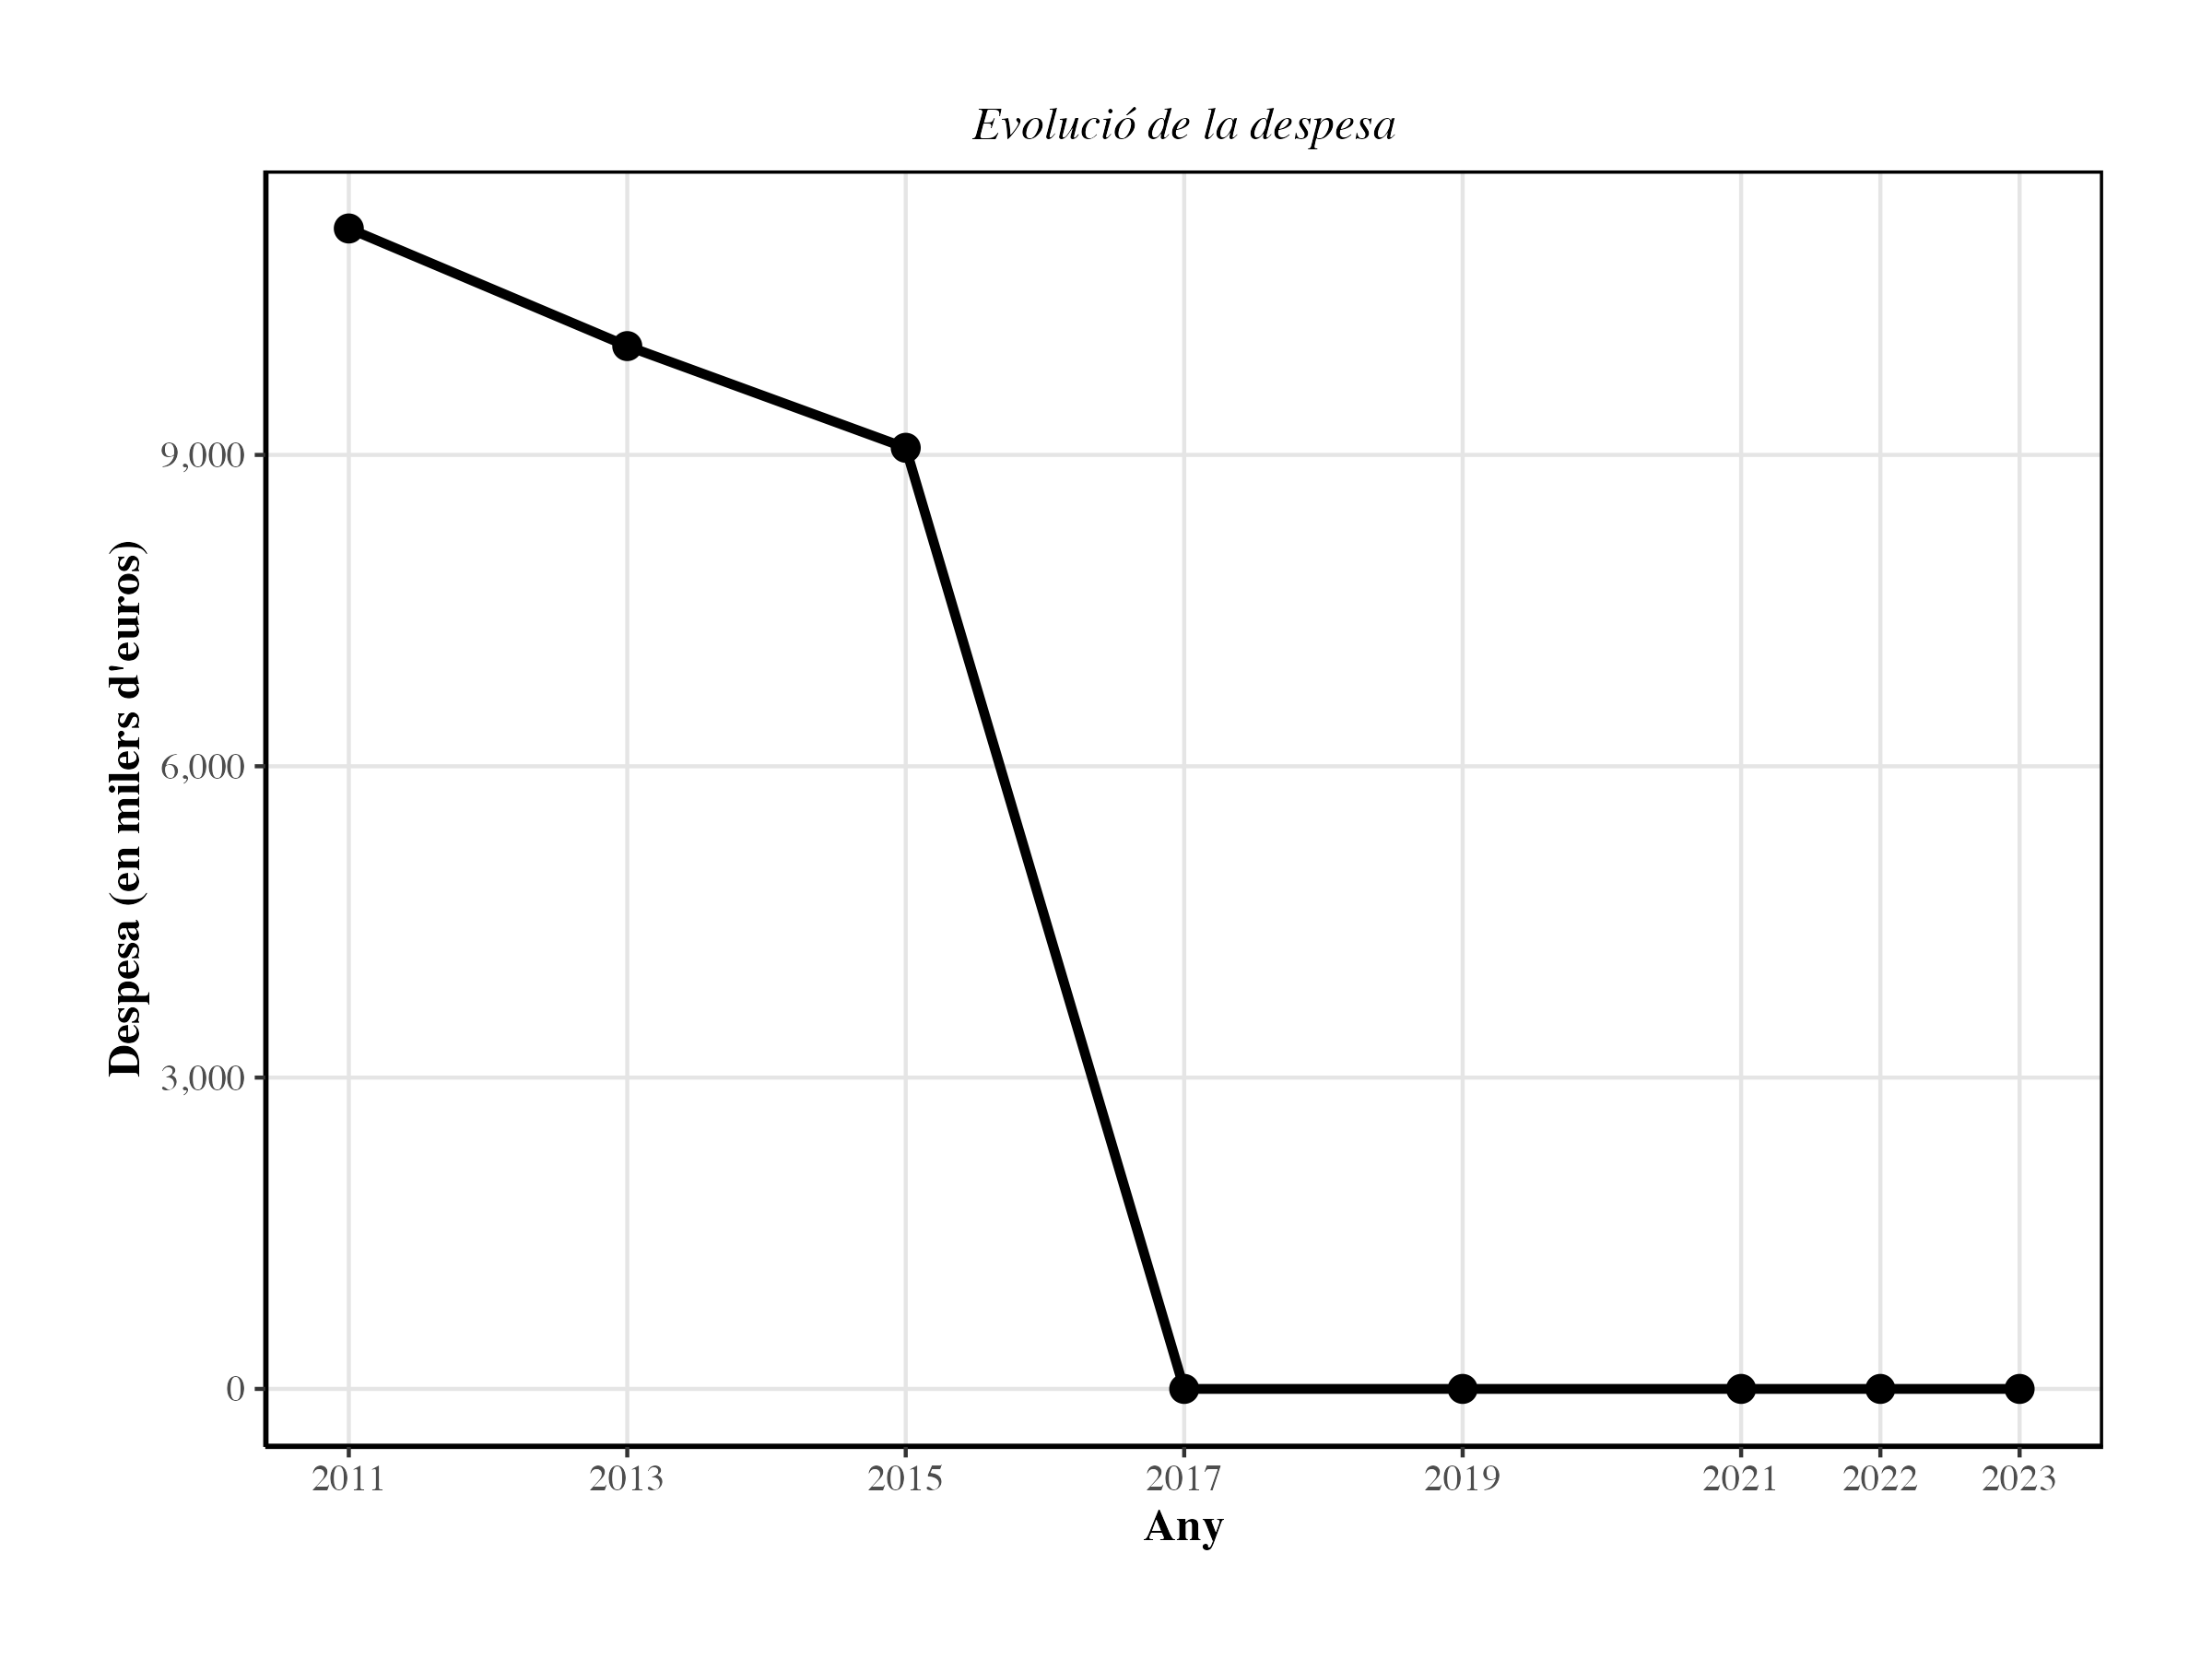 Evolució de la despesa
Despesa (en milers d'euros)
9,000
6,000
3,000
0
2011 2013 2015 2017 2019 2021 2022 2023
Any